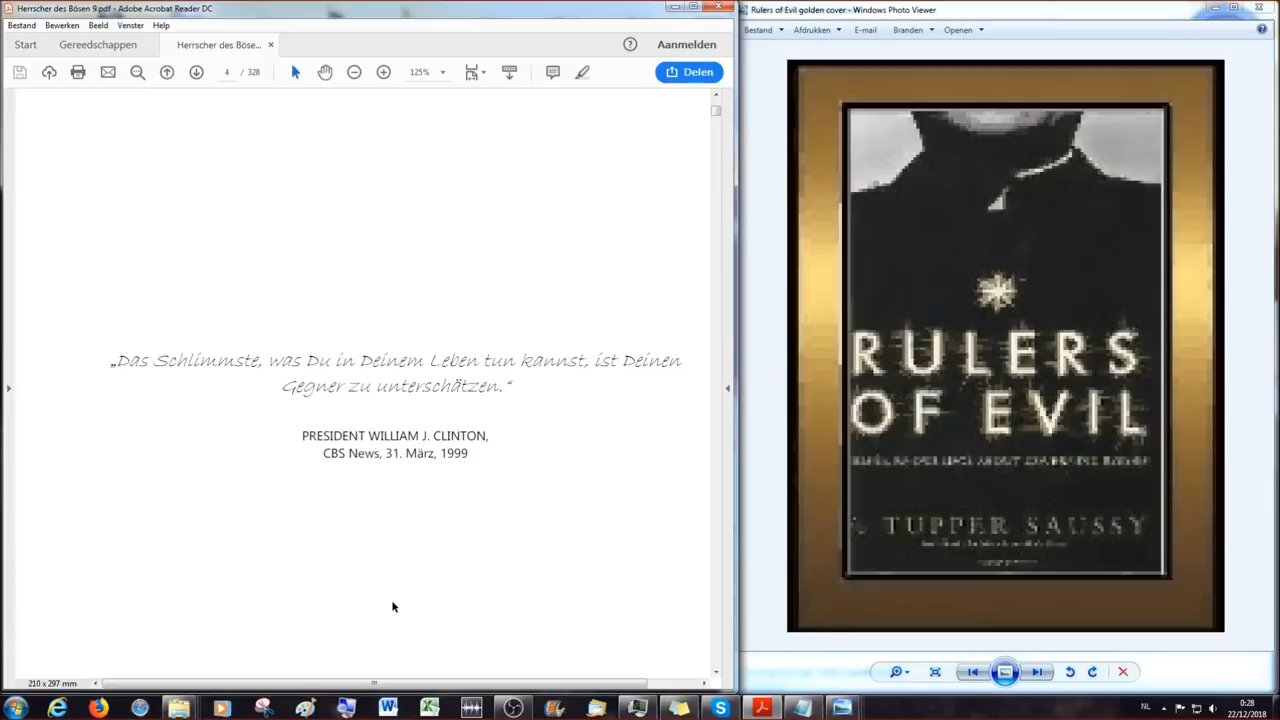 Herrscher des Bösen 9.pdf - Adobe Acrobat Reader DC
Bestand Bewerken Beeld Venster Help
Start Gereedschappen Herrscher des Böse... × ? Aanmelden
4 / 328 125% Delen
„Das Schlimmste, was Du in Deinem Leben tun kannst, ist Deinen
Gegner zu unterschätzen.“
PRESIDENT WILLIAM J. CLINTON,
CBS News, 31. März, 1999
210 x 297 mm
Rulers of Evil golden cover - Windows Photo Viewer
Bestand Afdrukken E-mail Branden Openen
RULERS
OF EVIL
TUPPER SAUSSY
NL 0:28
22/12/2018